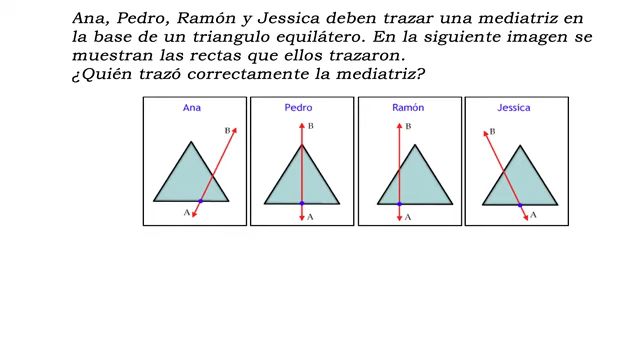 Ana, Pedro, Ramón y Jessica deben trazar una mediatriz en
la base de un triangulo equilátero. En la siguiente imagen se
muestran las rectas que ellos trazaron.
¿Quién trazó correctamente la mediatriz?
Ana
B
A
Pedro
B
A
Ramón
B
A
Jessica
B
A